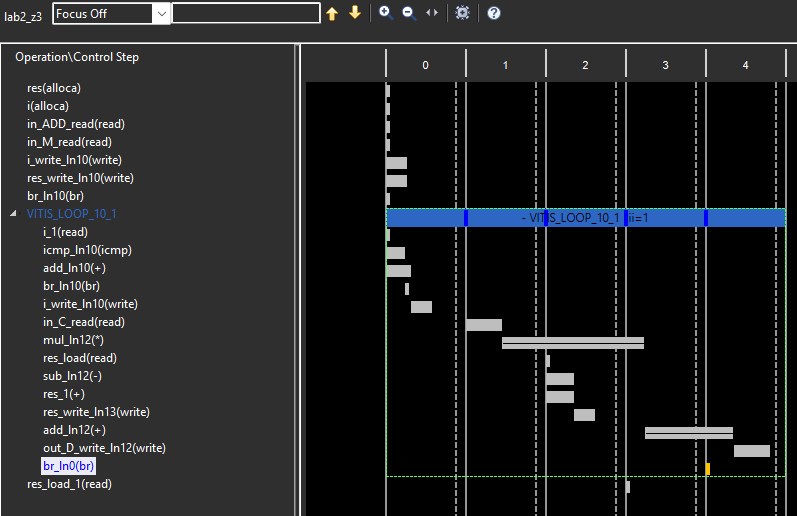 lab2_z3 Focus Off
Operation\Control Step 0 1 2 3 4
res(alloca)
i(alloca)
in_ADD_read(read)
in_M_read(read)
i_write_ln10(write)
res_write_ln10(write)
br_ln10(br)
VITIS_LOOP_10_1 - VITIS_LOOP_10_1 ii=1
i_1(read)
icmp_ln10(icmp)
add_ln10(+)
br_ln10(br)
i_write_ln10(write)
in_C_read(read)
mul_ln12(*)
res_load(read)
sub_ln12(-)
res_1(+)
res_write_ln13(write)
add_ln12(+)
out_D_write_ln12(write)
br_ln0(br)
res_load_1(read)